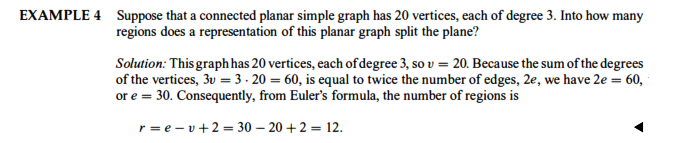 EXAMPLE 4 Suppose that a connected planar simple graph has 20 vertices, each of degree 3. Into how many
regions does a representation of this planar graph split the plane?
Solution: This graph has 20 vertices, each of degree 3, so v = 20. Because the sum of the degrees
of the vertices, 3v = 3 · 20 = 60, is equal to twice the number of edges, 2e, we have 2e = 60,
or e = 30. Consequently, from Euler's formula, the number of regions is
r = e − v + 2 = 30 − 20 + 2 = 12. ◀